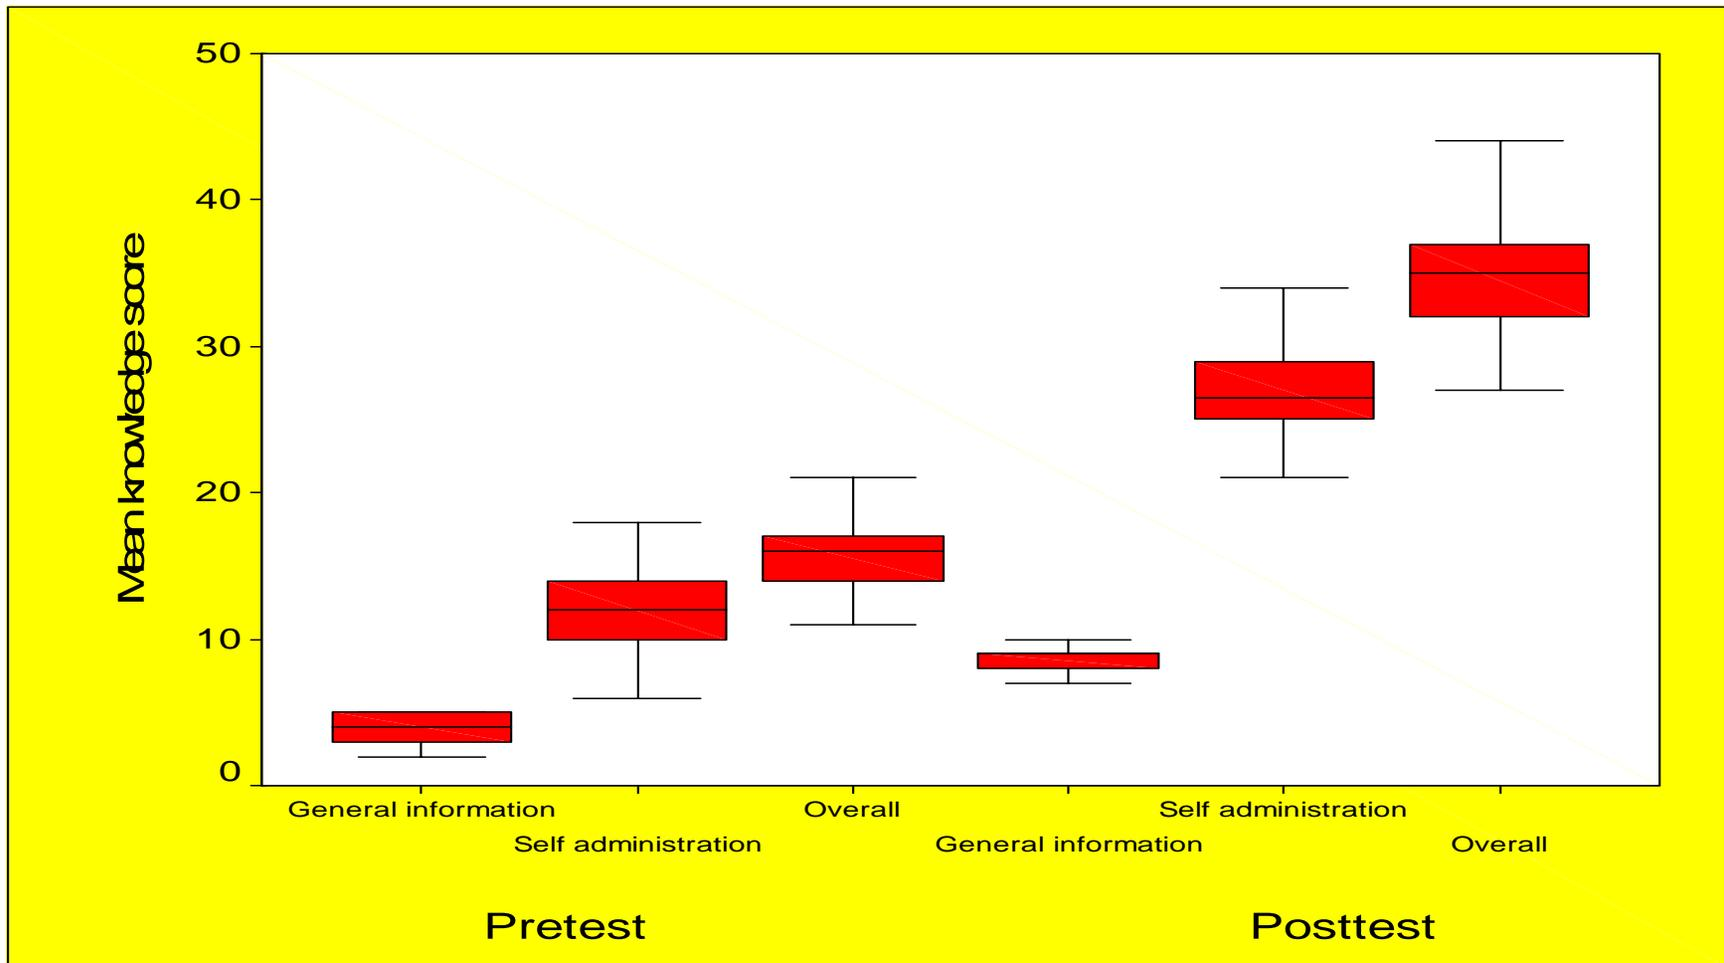 50
40
30
20
10
0
Mean knowledge score
General information
Self administration
Overall
General information
Self administration
Overall
Pretest
Posttest